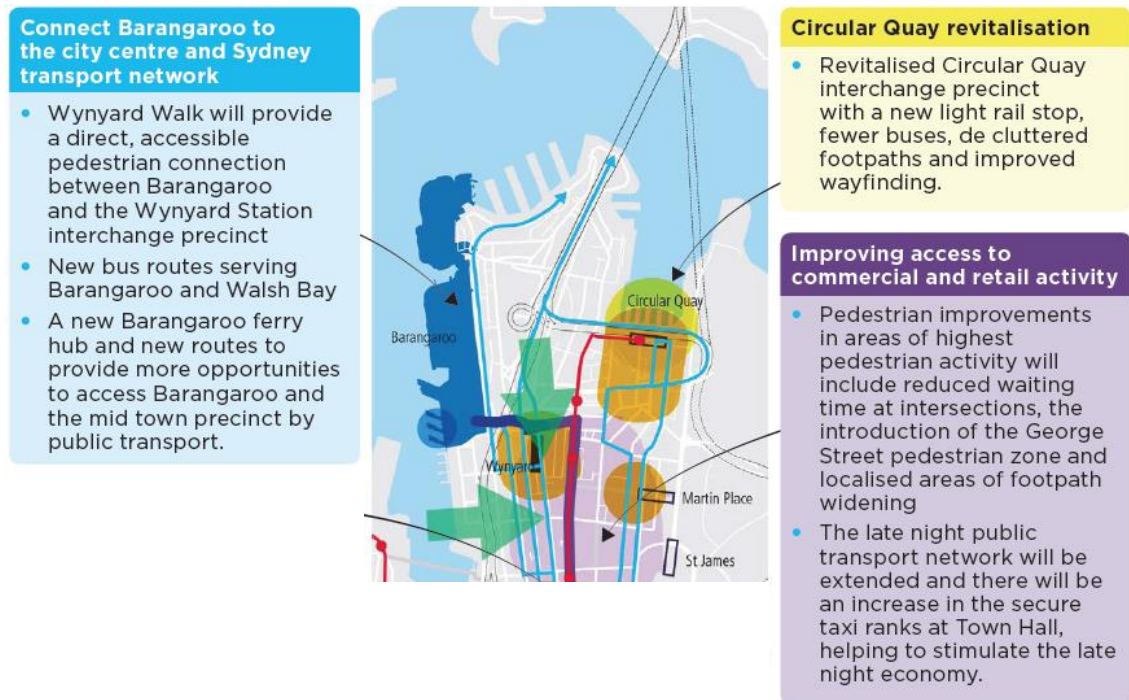 Connect Barangaroo to
the city centre and Sydney
transport network
• Wynyard Walk will provide
a direct, accessible
pedestrian connection
between Barangaroo
and the Wynyard Station
interchange precinct
• New bus routes serving
Barangaroo and Walsh Bay
• A new Barangaroo ferry
hub and new routes to
provide more opportunities
to access Barangaroo and
the mid town precinct by
public transport.
Circular Quay
Barangaroo
Wynyard
Martin Place
St James
Circular Quay revitalisation
• Revitalised Circular Quay
interchange precinct
with a new light rail stop,
fewer buses, de cluttered
footpaths and improved
wayfinding.
Improving access to
commercial and retail activity
• Pedestrian improvements
in areas of highest
pedestrian activity will
include reduced waiting
time at intersections, the
introduction of the George
Street pedestrian zone and
localised areas of footpath
widening
• The late night public
transport network will be
extended and there will be
an increase in the secure
taxi ranks at Town Hall,
helping to stimulate the late
night economy.